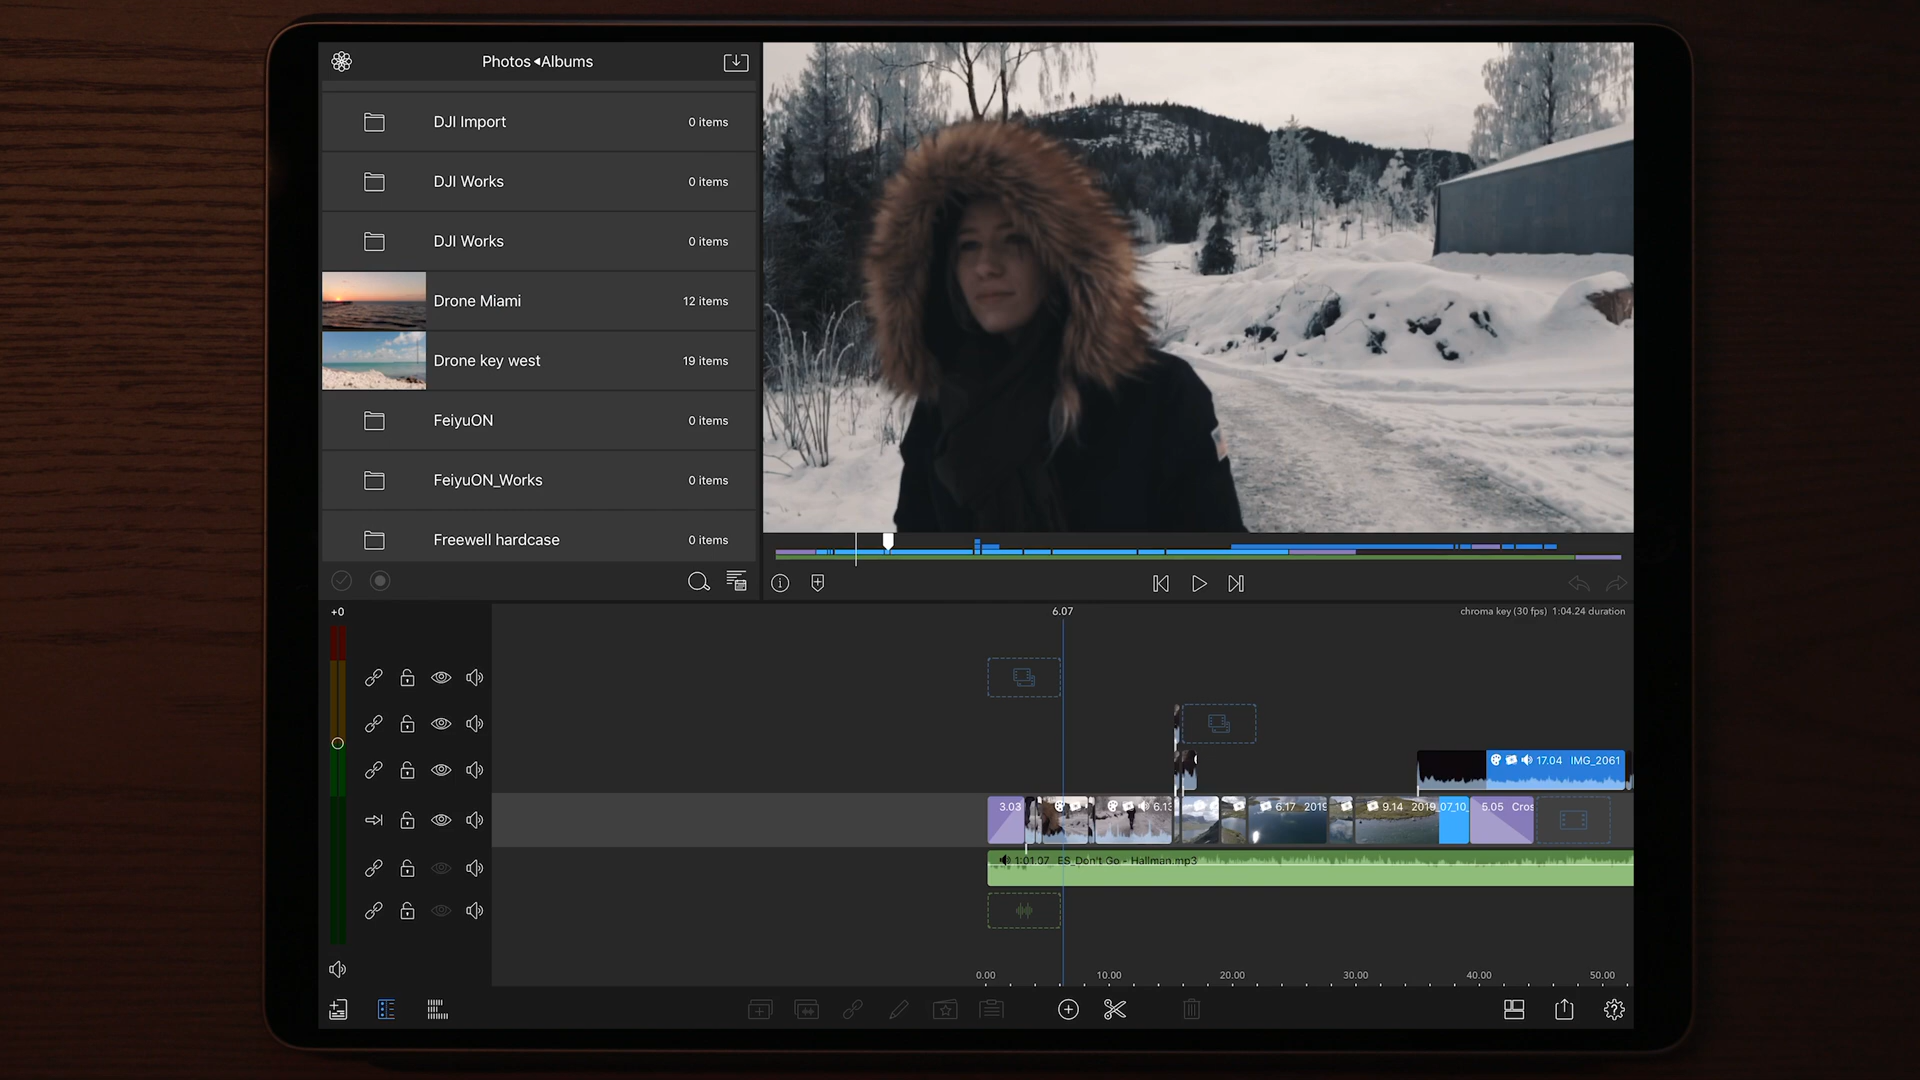 Photos ◂Albums
DJI Import 0 items
DJI Works 0 items
DJI Works 0 items
Drone Miami 12 items
Drone key west 19 items
FeiyuON 0 items
FeiyuON_Works 0 items
Freewell hardcase 0 items
+0
6.07
chroma key (30 fps) 1:04.24 duration
17.04 IMG_2061
3.03
6.13
6.17 2019
9.14 2019_07_10_
5.05 Cros
1:01.07 ES_Don't Go - Hallman.mp3
0.00 10.00 20.00 30.00 40.00 50.00